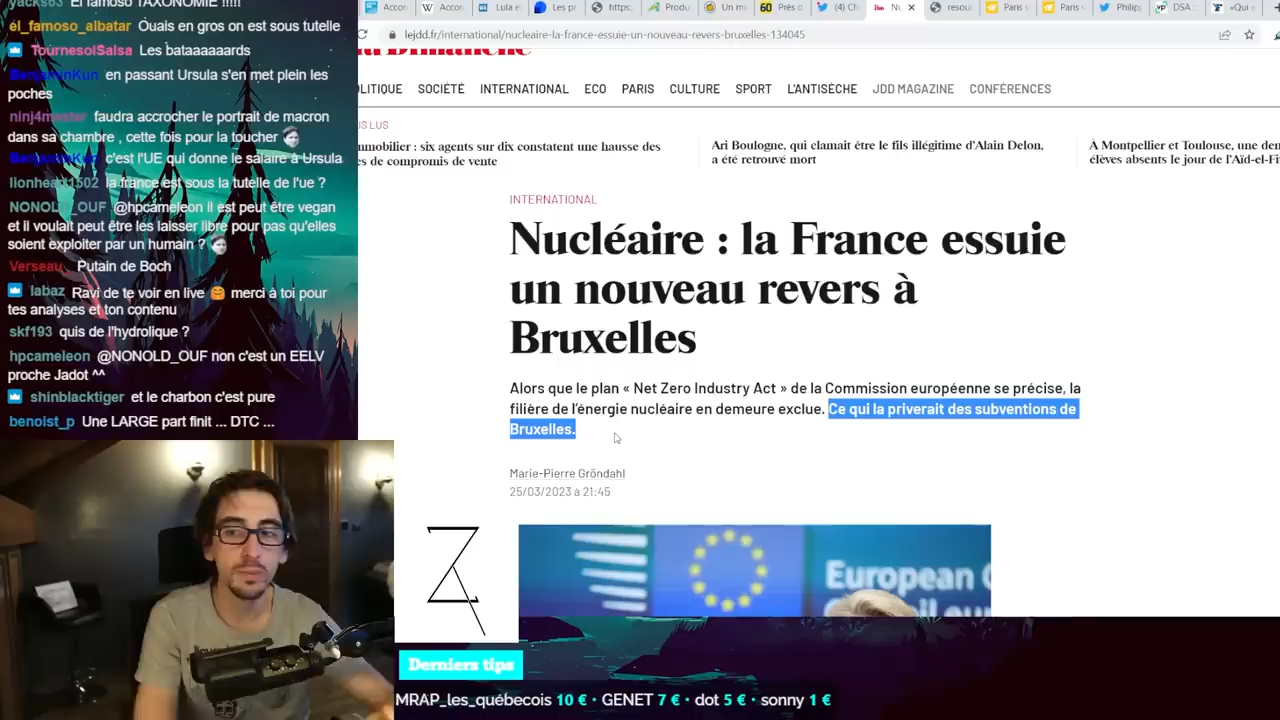 El famoso TAXONOMIE !!!!!
el_famoso_albatar Ouais en gros on est sous tutelle
TournesolSalsa Les bataaaaaards
BenjaminKun en passant Ursula s'en met plein les
poches
ninj4master faudra accrocher le portrait de macron
dans sa chambre , cette fois pour la toucher
BenjaminKun c'est l'UE qui donne le salaire à Ursula
lionheart1502 la france est sous la tutelle de l'ue ?
NONOLD_OUF @hpcameleon il est peut être vegan
et il voulait peut être les laisser libre pour pas qu'elles
soient exploiter par un humain ?
Verseau_ Putain de Boch
labaz Ravi de te voir en live merci à toi pour
tes analyses et ton contenu
skf193 quis de l'hydrolique ?
hpcameleon @NONOLD_OUF non c'est un EELV
proche Jadot ^^
shinblacktiger et le charbon c'est pure
benoist_p Une LARGE part finit ... DTC ...
Accor
Accor
Lula e
Les p
https:
Produ
Un m
60 Prés d
(4) Ch
Jdn Nu
resou
Paris v
Paris
Philip
DSA :
«Qui e
lejdd.fr/international/nucleaire-la-france-essuie-un-nouveau-revers-bruxelles-134045
du Dimanche
OLITIQUE SOCIÉTÉ INTERNATIONAL ECO PARIS CULTURE SPORT L'ANTISÈCHE JDD MAGAZINE CONFÉRENCES
US LUS
mmobilier : six agents sur dix constatent une hausse des
es de compromis de vente
Ari Boulogne, qui clamait être le fils illégitime d'Alain Delon,
a été retrouvé mort
À Montpellier et Toulouse, une den
élèves absents le jour de l'Aïd-el-Fi
INTERNATIONAL
Nucléaire : la France essuie
un nouveau revers à
Bruxelles
Alors que le plan « Net Zero Industry Act » de la Commission européenne se précise, la
filière de l'énergie nucléaire en demeure exclue. Ce qui la priverait des subventions de
Bruxelles.
Marie-Pierre Gröndahl
25/03/2023 à 21:45
European C
Derniers tips
MRAP_les_québecois 10 € · GENET 7 € · dot 5 € · sonny 1 €